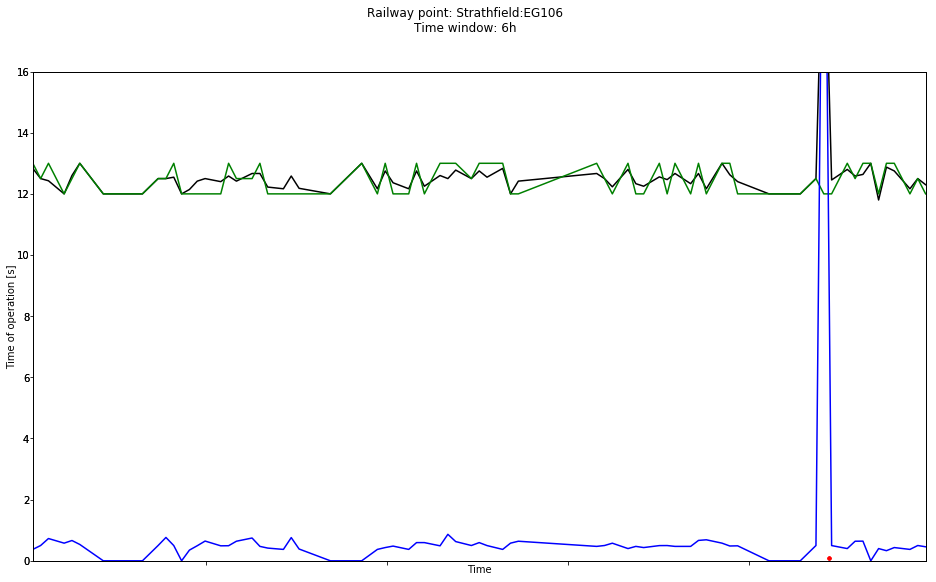 Railway point: Strathfield:EG106
Time window: 6h
16
14
12
10
8
6
4
2
0
Time of operation [s]
Time